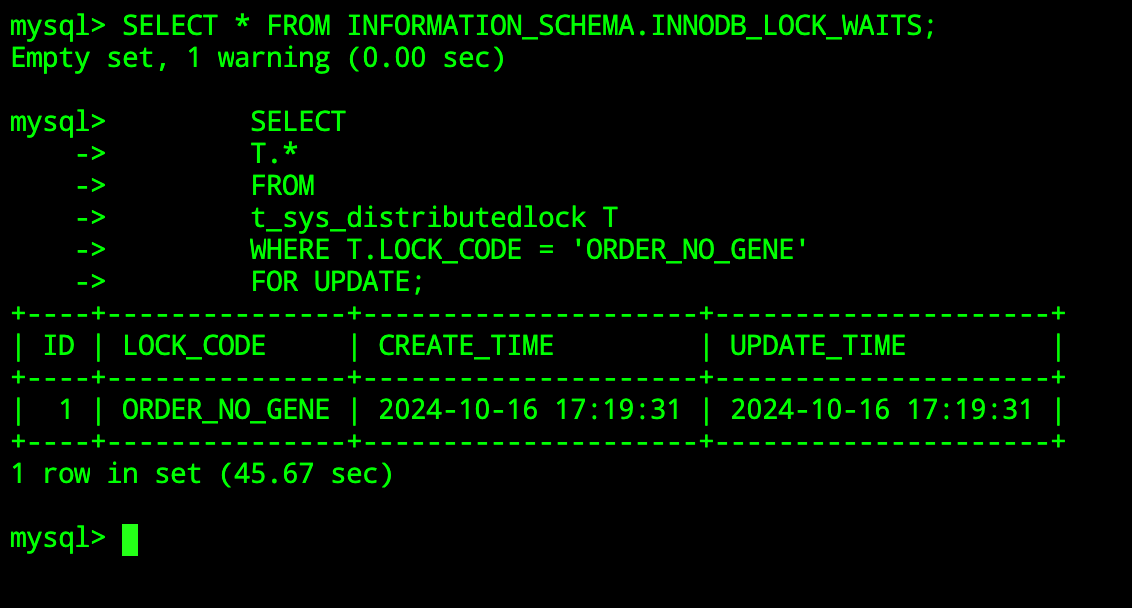 mysql> SELECT * FROM INFORMATION_SCHEMA.INNODB_LOCK_WAITS;
Empty set, 1 warning (0.00 sec)

mysql>         SELECT
    ->         T.*
    ->         FROM
    ->         t_sys_distributedlock T
    ->         WHERE T.LOCK_CODE = 'ORDER_NO_GENE'
    ->         FOR UPDATE;
+----+---------------+---------------------+---------------------+
| ID | LOCK_CODE     | CREATE_TIME         | UPDATE_TIME         |
+----+---------------+---------------------+---------------------+
|  1 | ORDER_NO_GENE | 2024-10-16 17:19:31 | 2024-10-16 17:19:31 |
+----+---------------+---------------------+---------------------+
1 row in set (45.67 sec)

mysql>